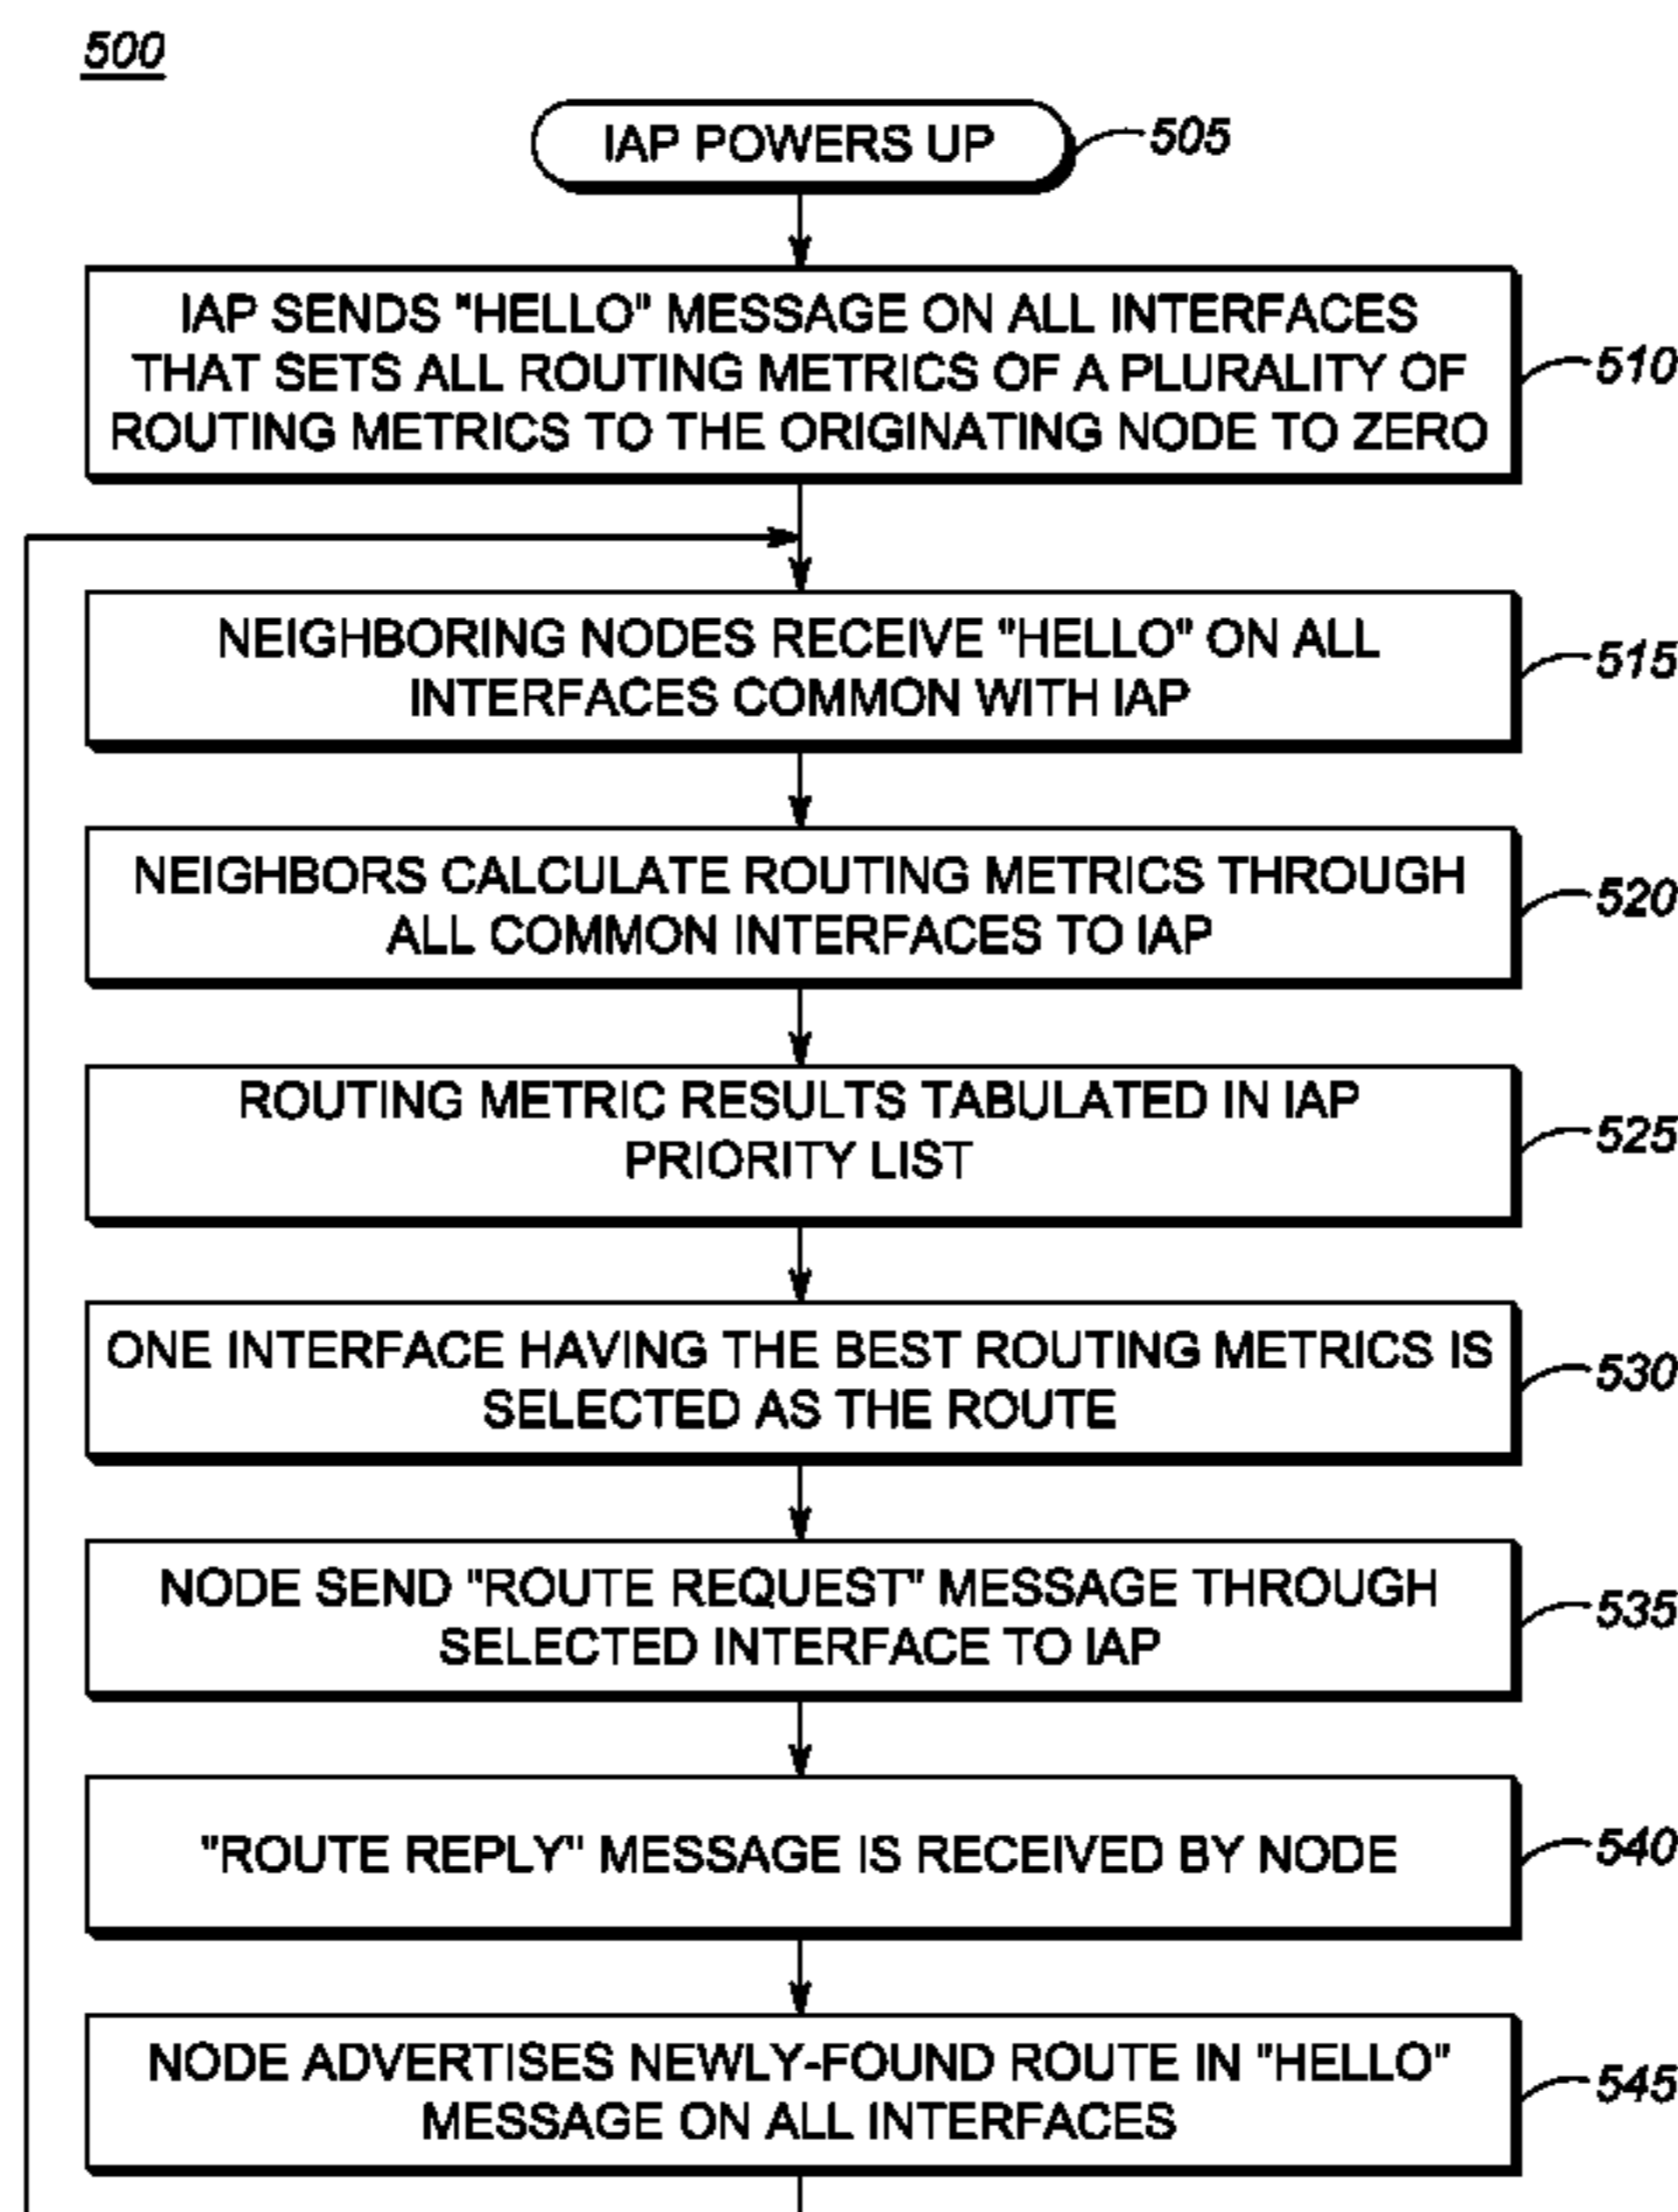 500
IAP POWERS UP
505
IAP SENDS "HELLO" MESSAGE ON ALL INTERFACES
THAT SETS ALL ROUTING METRICS OF A PLURALITY OF
ROUTING METRICS TO THE ORIGINATING NODE TO ZERO
510
NEIGHBORING NODES RECEIVE "HELLO" ON ALL
INTERFACES COMMON WITH IAP
515
NEIGHBORS CALCULATE ROUTING METRICS THROUGH
ALL COMMON INTERFACES TO IAP
520
ROUTING METRIC RESULTS TABULATED IN IAP
PRIORITY LIST
525
ONE INTERFACE HAVING THE BEST ROUTING METRICS IS
SELECTED AS THE ROUTE
530
NODE SEND "ROUTE REQUEST" MESSAGE THROUGH
SELECTED INTERFACE TO IAP
535
"ROUTE REPLY" MESSAGE IS RECEIVED BY NODE
540
NODE ADVERTISES NEWLY-FOUND ROUTE IN "HELLO"
MESSAGE ON ALL INTERFACES
545